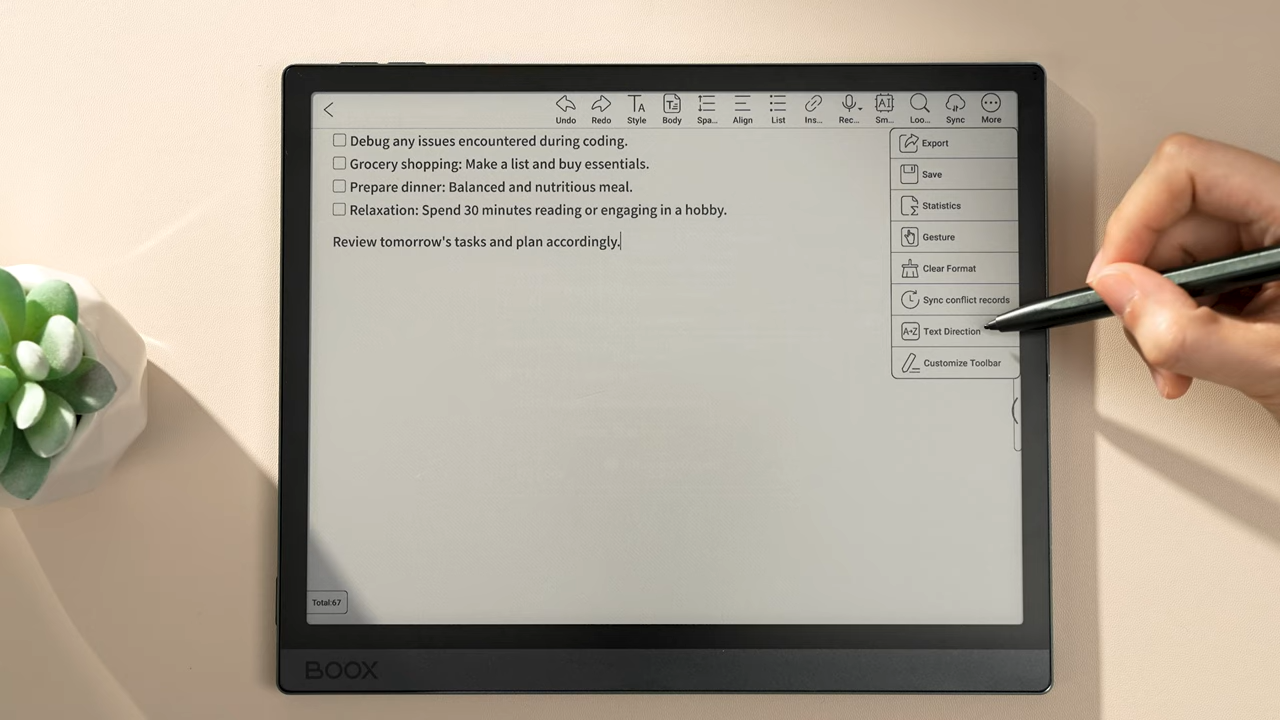 Undo Redo Style Body Spa... Align List Ins... Rec... Sm... Loo... Sync More
Debug any issues encountered during coding.
Grocery shopping: Make a list and buy essentials.
Prepare dinner: Balanced and nutritious meal.
Relaxation: Spend 30 minutes reading or engaging in a hobby.
Review tomorrow's tasks and plan accordingly.
Export
Save
Statistics
Gesture
Clear Format
Sync conflict records
Text Direction
Customize Toolbar
Total:67
BOOX